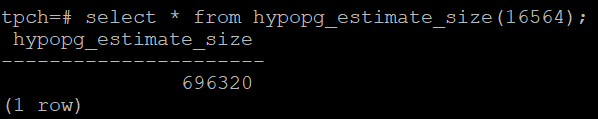 tpch=# select * from hypopg_estimate_size(16564);
 hypopg_estimate_size
----------------------
               696320
(1 row)